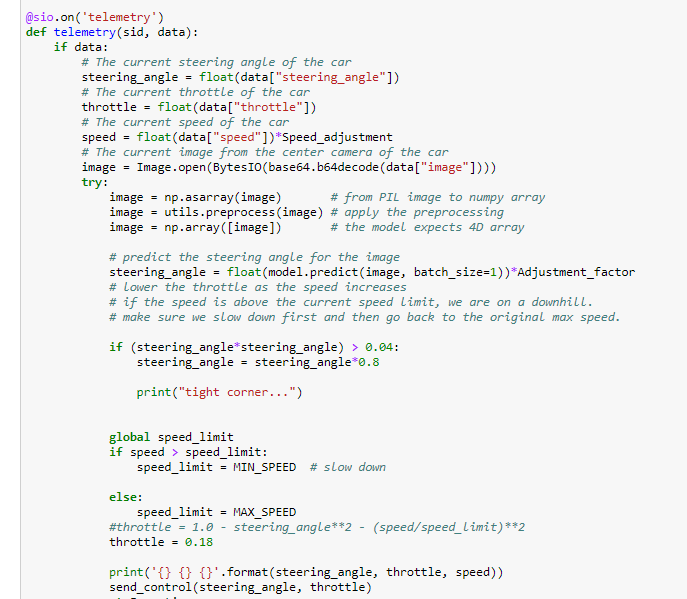 @sio.on('telemetry')
def telemetry(sid, data):
    if data:
        # The current steering angle of the car
        steering_angle = float(data["steering_angle"])
        # The current throttle of the car
        throttle = float(data["throttle"])
        # The current speed of the car
        speed = float(data["speed"])*Speed_adjustment
        # The current image from the center camera of the car
        image = Image.open(BytesIO(base64.b64decode(data["image"])))
        try:
            image = np.asarray(image)       # from PIL image to numpy array
            image = utils.preprocess(image) # apply the preprocessing
            image = np.array([image])       # the model expects 4D array

            # predict the steering angle for the image
            steering_angle = float(model.predict(image, batch_size=1))*Adjustment_factor
            # lower the throttle as the speed increases
            # if the speed is above the current speed limit, we are on a downhill.
            # make sure we slow down first and then go back to the original max speed.

            if (steering_angle*steering_angle) > 0.04:
                steering_angle = steering_angle*0.8

                print("tight corner...")


            global speed_limit
            if speed > speed_limit:
                speed_limit = MIN_SPEED  # slow down

            else:
                speed_limit = MAX_SPEED
            #throttle = 1.0 - steering_angle**2 - (speed/speed_limit)**2
            throttle = 0.18

            print('{} {} {}'.format(steering_angle, throttle, speed))
            send_control(steering_angle, throttle)